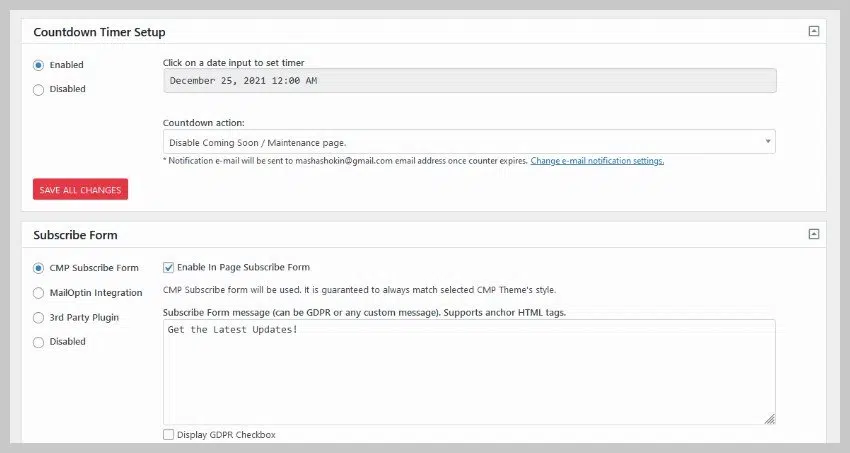 Countdown Timer Setup
Enabled
Disabled
Click on a date input to set timer
December 25, 2021 12:00 AM
Countdown action:
Disable Coming Soon / Maintenance page.
* Notification e-mail will be sent to mashashokin@gmail.com email address once counter expires. Change e-mail notification settings.
SAVE ALL CHANGES
Subscribe Form
CMP Subscribe Form
MailOptin Integration
3rd Party Plugin
Disabled
Enable In Page Subscribe Form
CMP Subscribe form will be used. It is guaranteed to always match selected CMP Theme's style.
Subscribe Form message (can be GDPR or any custom message). Supports anchor HTML tags.
Get the Latest Updates!
Display GDPR Checkbox